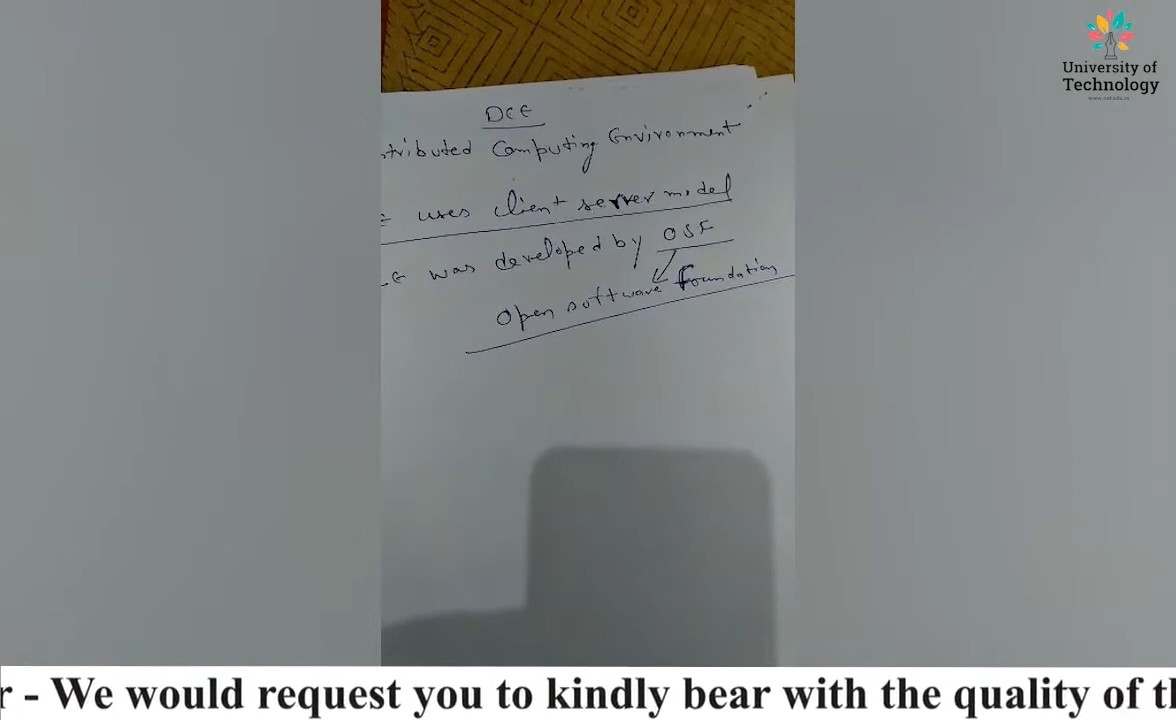 University of
Technology
DCE
tributed Computing Environment
uses client server model
was developed by OSF
open software foundation
r - We would request you to kindly bear with the quality of th